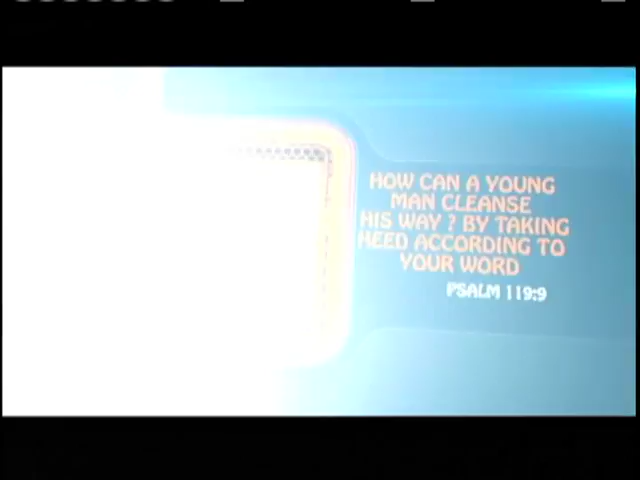 HOW CAN A YOUNG
MAN CLEANSE
HIS WAY ? BY TAKING
HEED ACCORDING TO
YOUR WORD
PSALM 119:9